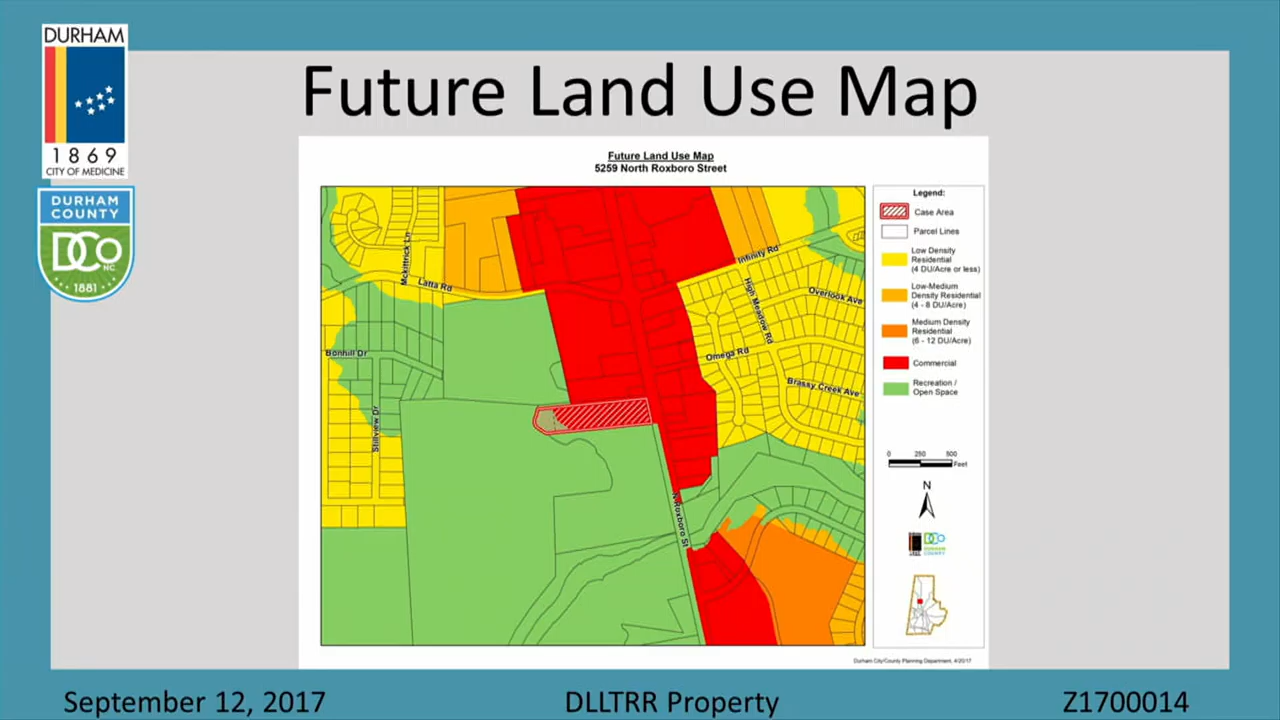 DURHAM
1869
CITY OF MEDICINE
DURHAM
COUNTY
DCo
NC
1881
Future Land Use Map
Future Land Use Map
5259 North Roxboro Street
Mckittrick Ln
Latta Rd
Infinity Rd
High Meadow Rd
Overlook Ave
Omega Rd
Brassy Creek Ave
Bonhill Dr
Stillview Dr
N Roxboro St
Legend:
Case Area
Parcel Lines
Low Density
Residential
(4 DU/Acre or less)
Low-Medium
Density Residential
(4 - 8 DU/Acre)
Medium Density
Residential
(6 - 12 DU/Acre)
Commercial
Recreation /
Open Space
0 250 500
Feet
N
DCo
DURHAM
COUNTY
Durham City/County Planning Department, 4/20/17
September 12, 2017
DLLTRR Property
Z1700014